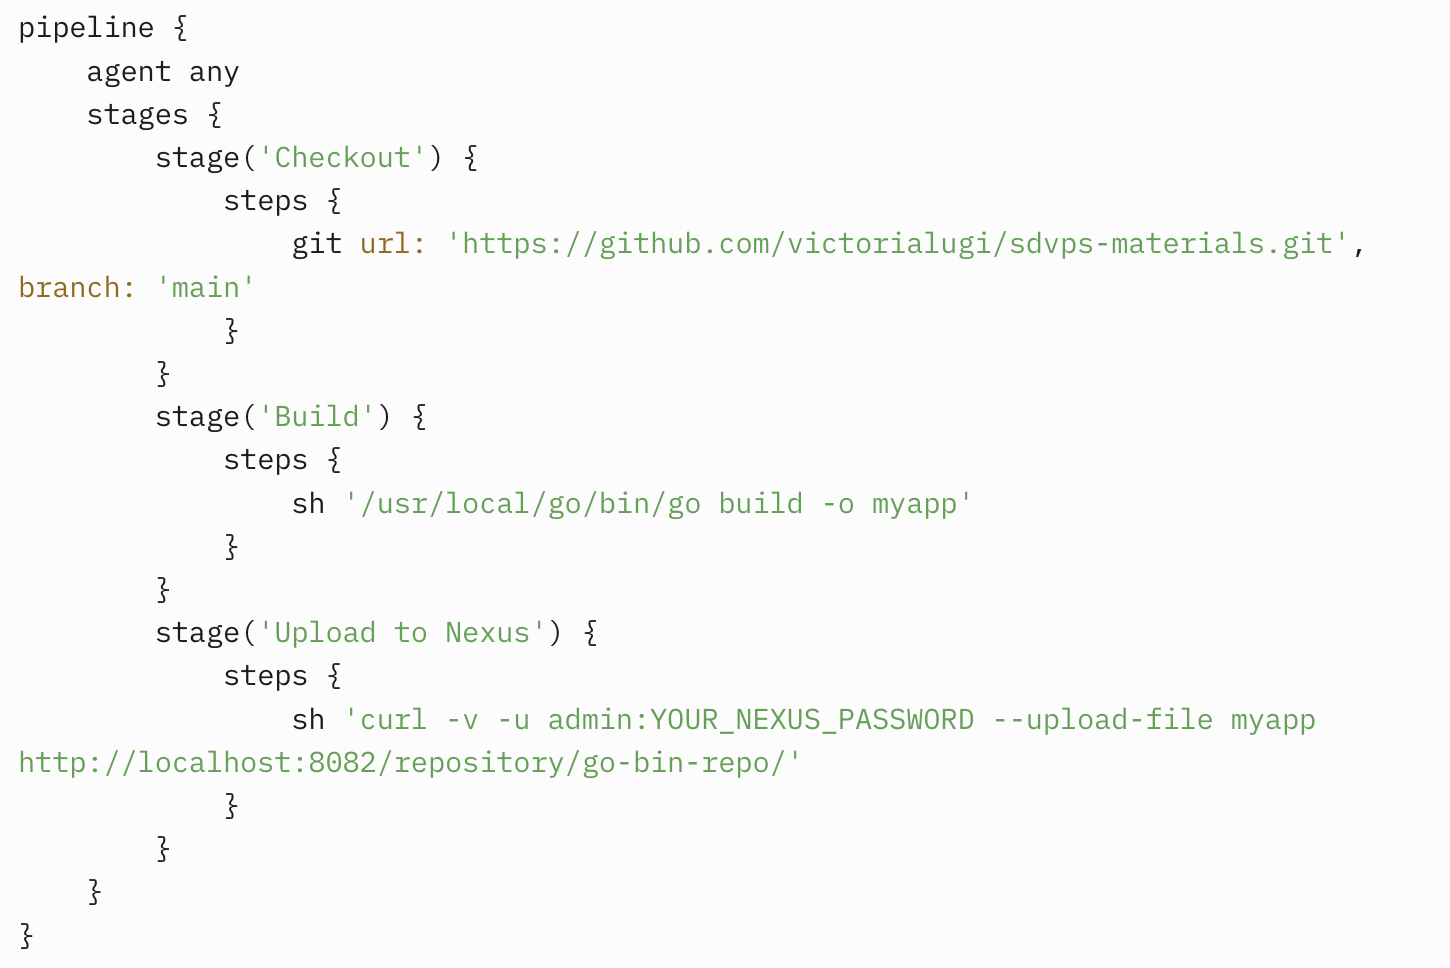 pipeline {
    agent any
    stages {
        stage('Checkout') {
            steps {
                git url: 'https://github.com/victorialugi/sdvps-materials.git',
branch: 'main'
            }
        }
        stage('Build') {
            steps {
                sh '/usr/local/go/bin/go build -o myapp'
            }
        }
        stage('Upload to Nexus') {
            steps {
                sh 'curl -v -u admin:YOUR_NEXUS_PASSWORD --upload-file myapp
http://localhost:8082/repository/go-bin-repo/'
            }
        }
    }
}